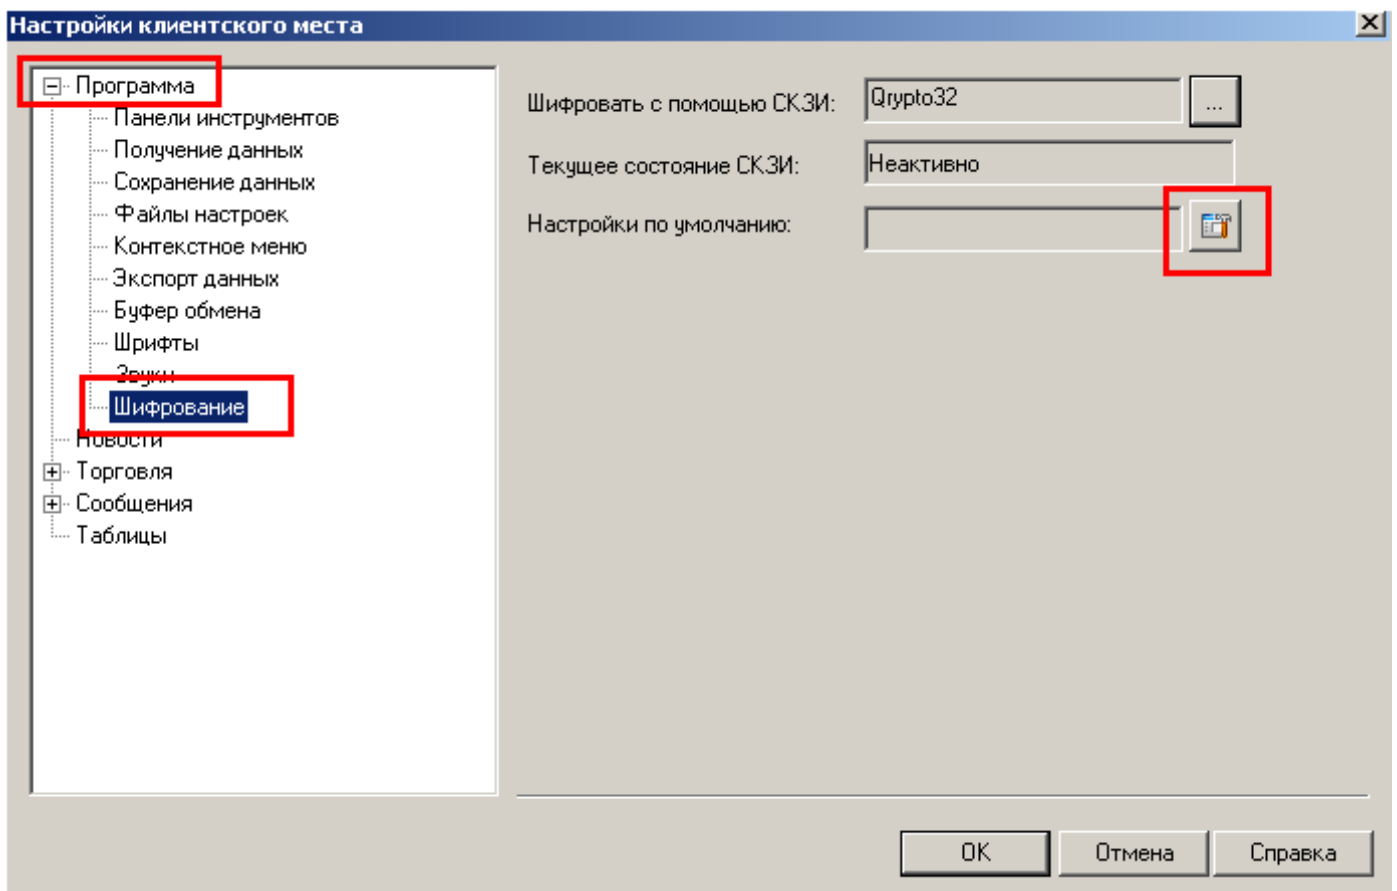 Настройки клиентского места
Программа
Панели инструментов
Получение данных
Сохранение данных
Файлы настроек
Контекстное меню
Экспорт данных
Буфер обмена
Шрифты
Звуки
Шифрование
Новости
Торговля
Сообщения
Таблицы
Шифровать с помощью СКЗИ: Qrypto32 ...
Текущее состояние СКЗИ: Неактивно
Настройки по умолчанию:
OK Отмена Справка